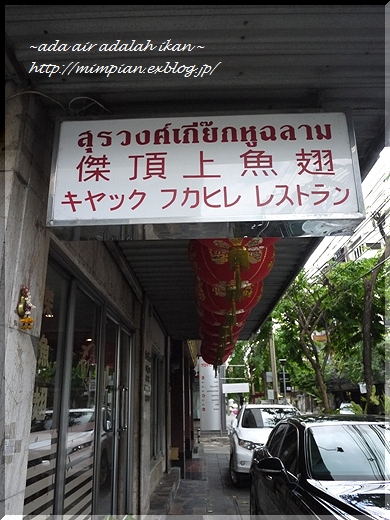 ~ada air adalah ikan~
http://mimpian.exblog.jp/
สุรวงศ์เกียักหูฉลาม
傑頂上魚翅
キヤック フカヒレ レストラン